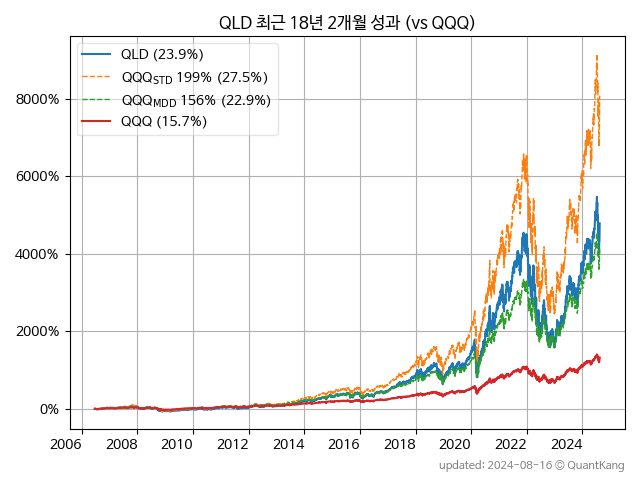 QLD 최근 18년 2개월 성과 (vs QQQ)
QLD (23.9%)
QQQSTD 199% (27.5%)
QQQMDD 156% (22.9%)
QQQ (15.7%)
8000%
6000%
4000%
2000%
0%
2006 2008 2010 2012 2014 2016 2018 2020 2022 2024
updated: 2024-08-16 © QuantKang